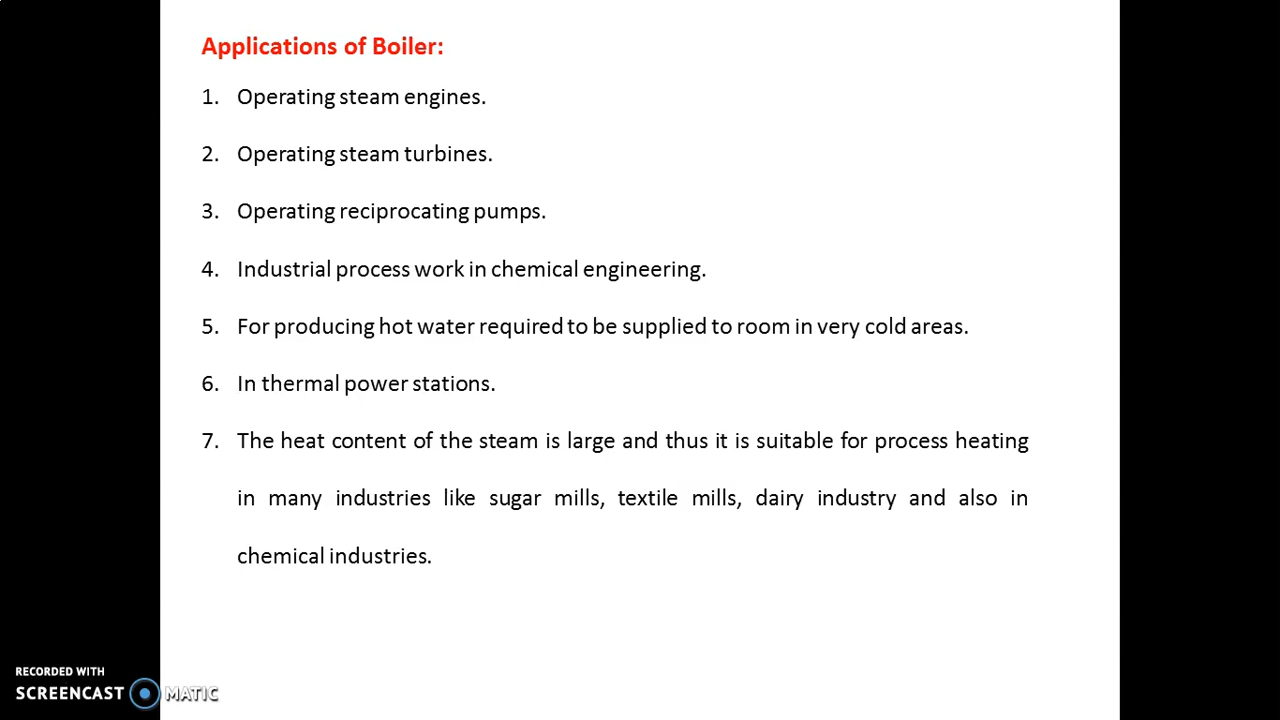 Applications of Boiler:
1. Operating steam engines.
2. Operating steam turbines.
3. Operating reciprocating pumps.
4. Industrial process work in chemical engineering.
5. For producing hot water required to be supplied to room in very cold areas.
6. In thermal power stations.
7. The heat content of the steam is large and thus it is suitable for process heating
in many industries like sugar mills, textile mills, dairy industry and also in
chemical industries.
RECORDED WITH
SCREENCAST MATIC